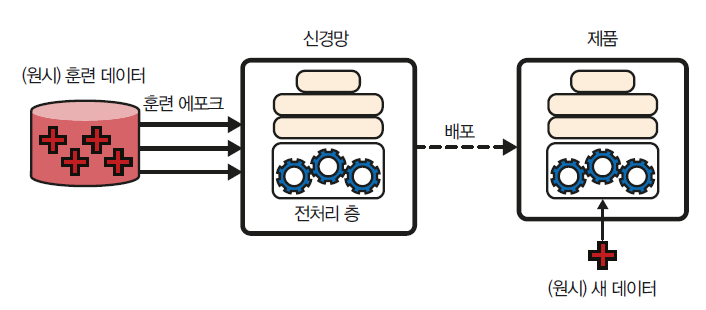 신경망
제품
(원시) 훈련 데이터
훈련 에포크
배포
전처리 층
(원시) 새 데이터